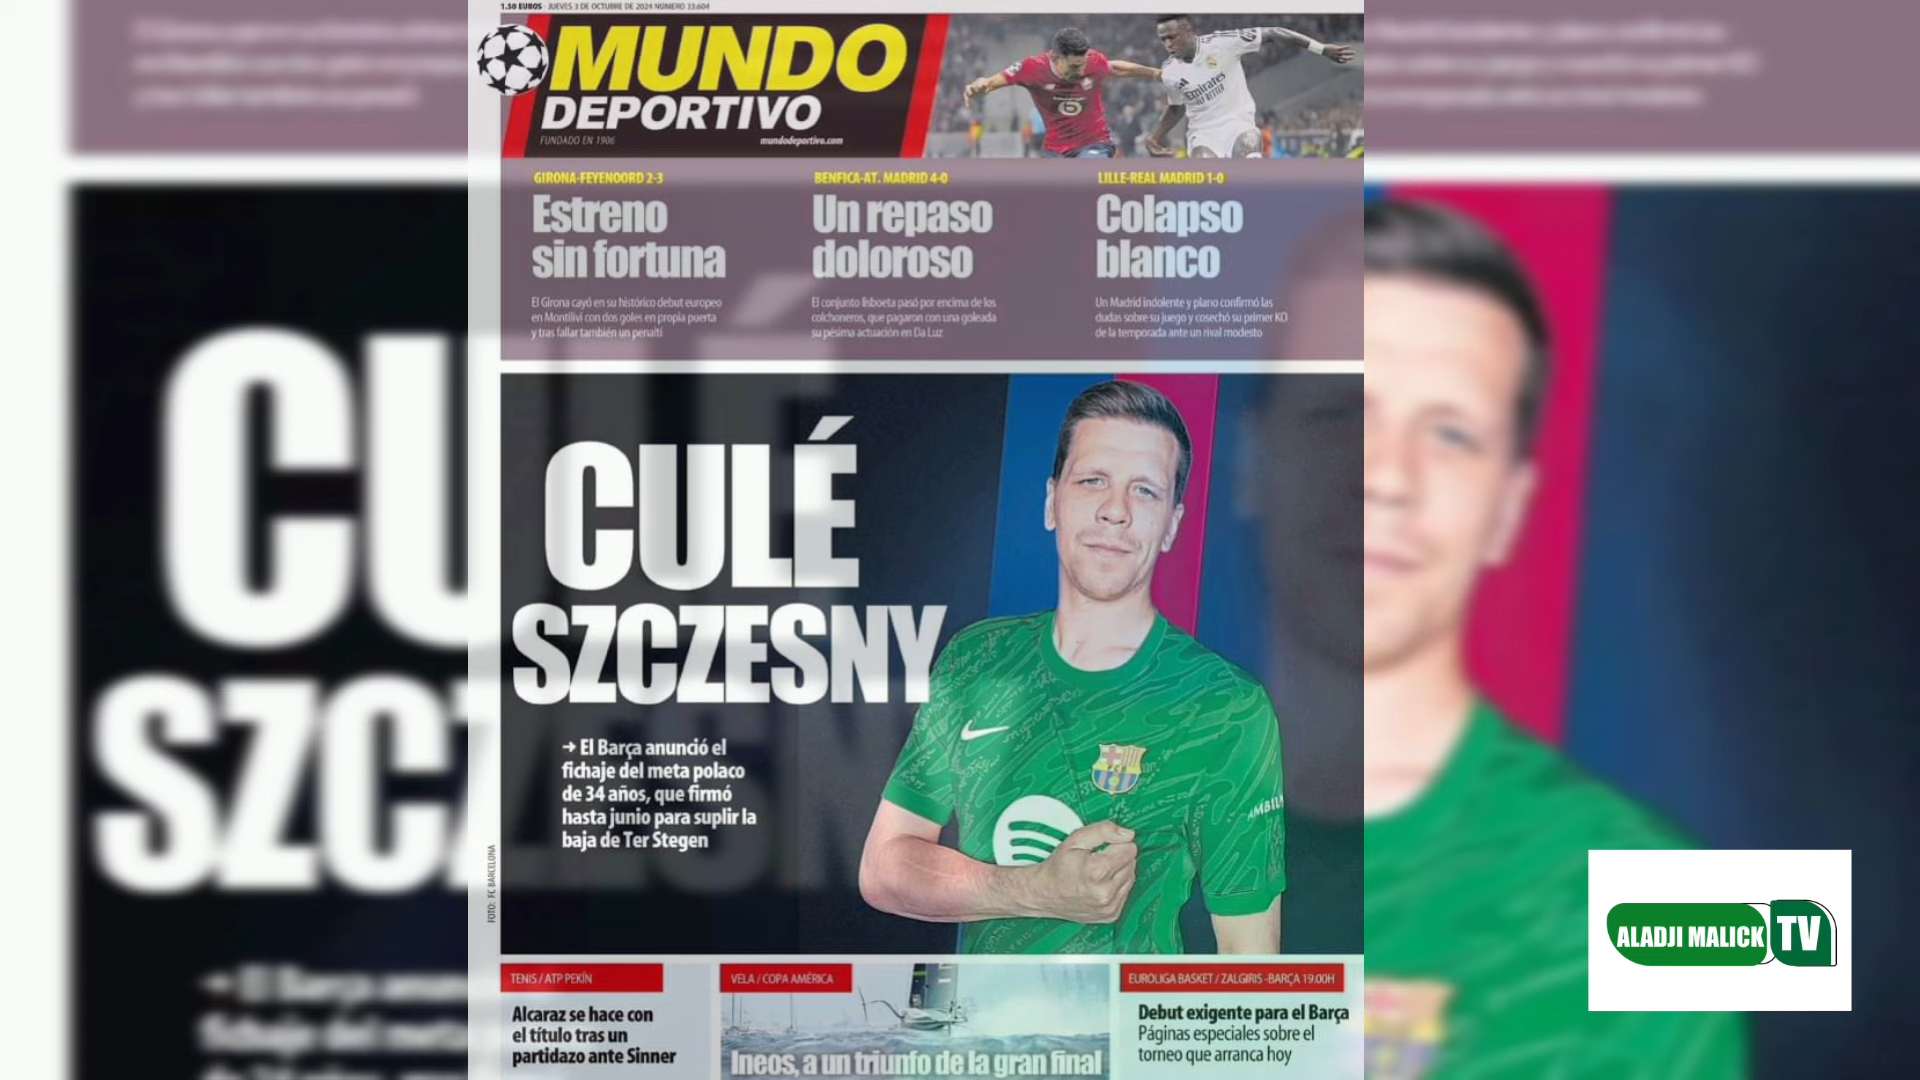 1.50 EUROS - JUEVES 3 DE OCTUBRE DE 2024 NÚMERO 33.604
MUNDO
DEPORTIVO
FUNDADO EN 1906
mundodeportivo.com
Emirates
FLY BETTER
GIRONA-FEYENOORD 2-3
Estreno
sin fortuna
El Girona cayó en su histórico debut europeo
en Montilivi con dos goles en propia puerta
y tras fallar también un penalti
BENFICA-AT. MADRID 4-0
Un repaso
doloroso
El conjunto lisboeta pasó por encima de los
colchoneros, que pagaron con una goleada
su pésima actuación en Da Luz
LILLE-REAL MADRID 1-0
Colapso
blanco
Un Madrid indolente y plano confirmó las
dudas sobre su juego y cosechó su primer KO
de la temporada ante un rival modesto
CULÉ
SZCZESNY
→ El Barça anunció el
fichaje del meta polaco
de 34 años, que firmó
hasta junio para suplir la
baja de Ter Stegen
FCB
AMBIL
FOTO: FC BARCELONA
TENIS / ATP PEKÍN
Alcaraz se hace con
el título tras un
partidazo ante Sinner
VELA / COPA AMÉRICA
Ineos, a un triunfo de la gran final
EUROLIGA BASKET / ZALGIRIS -BARÇA 19.00H
Debut exigente para el Barça
Páginas especiales sobre el
torneo que arranca hoy
ALADJI MALICK TV